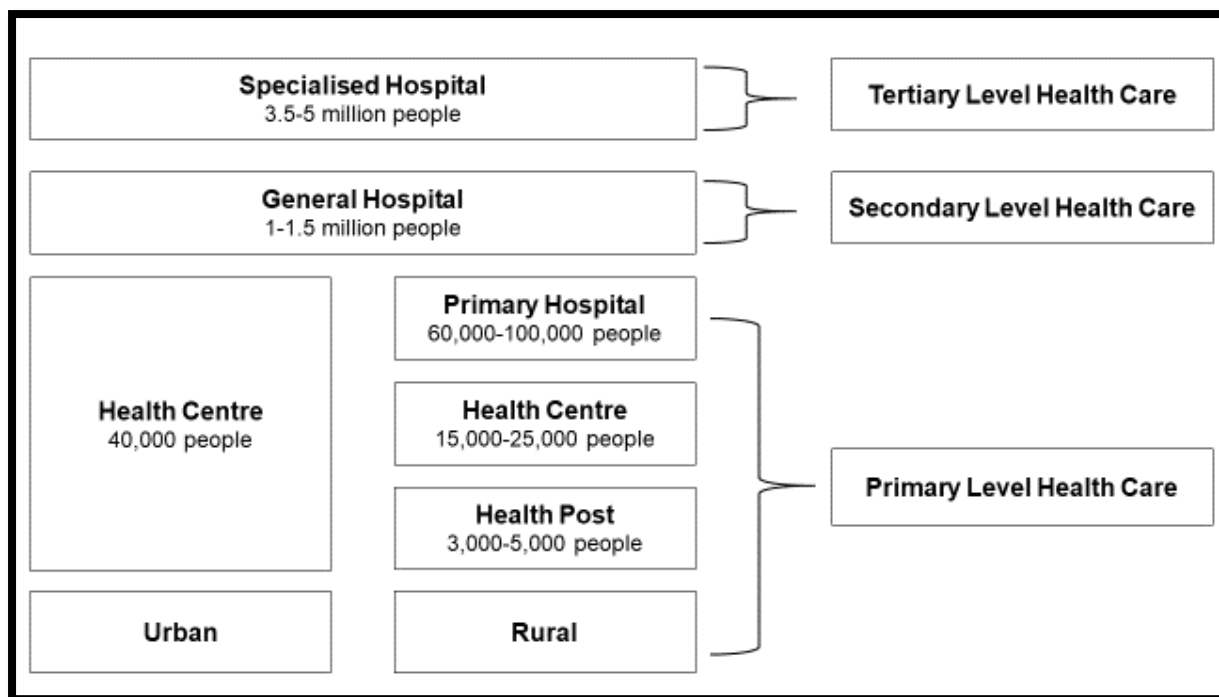 Specialised Hospital
3.5-5 million people
Tertiary Level Health Care
General Hospital
1-1.5 million people
Secondary Level Health Care
Health Centre
40,000 people
Primary Hospital
60,000-100,000 people
Health Centre
15,000-25,000 people
Health Post
3,000-5,000 people
Primary Level Health Care
Urban
Rural